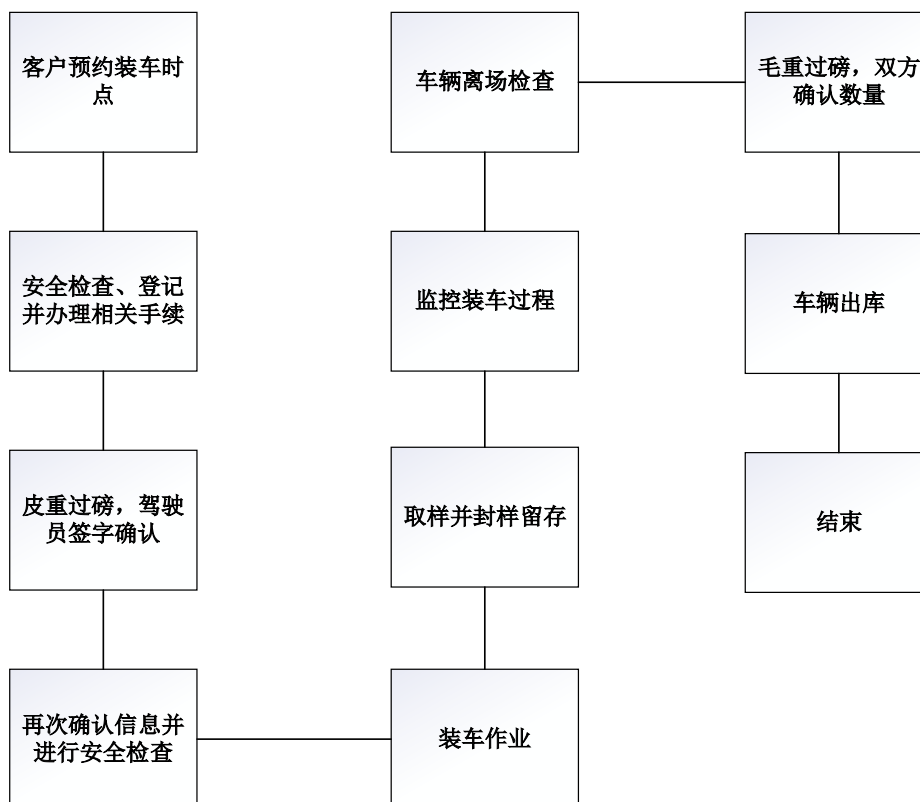 客户预约装车时
点
安全检查、登记
并办理相关手续
皮重过磅，驾驶
员签字确认
再次确认信息并
进行安全检查
装车作业
取样并封样留存
监控装车过程
车辆离场检查
毛重过磅，双方
确认数量
车辆出库
结束